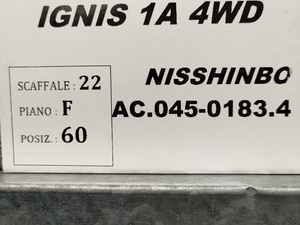 IGNIS 1A 4WD
NISSHINBO
AC.045-0183.4
SCAFFALE : 22
PIANO : F
POSIZ. : 60